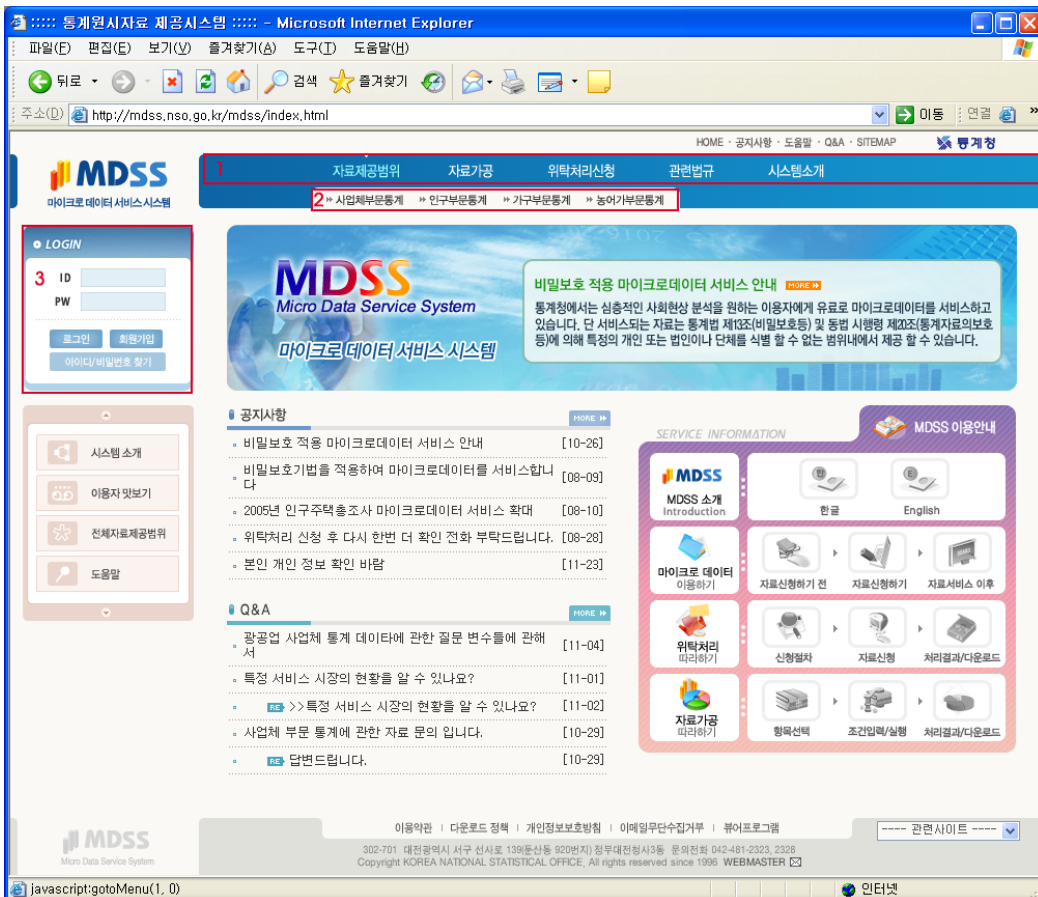 ::::: 통계원시자료 제공시스템 ::::: - Microsoft Internet Explorer
파일(F) 편집(E) 보기(V) 즐겨찾기(A) 도구(T) 도움말(H)
뒤로 검색 즐겨찾기
주소(D) http://mdss.nso.go.kr/mdss/index.html 이동 연결 »
HOME · 공지사항 · 도움말 · Q&A · SITEMAP 통계청
MDSS
마이크로 데이터 서비스 시스템
1 자료제공범위 자료가공 위탁처리신청 관련법규 시스템소개
2 » 사업체부문통계 » 인구부문통계 » 가구부문통계 » 농어가부문통계
LOGIN
3 ID
PW
로그인 회원가입
아이디/비밀번호 찾기
MDSS
Micro Data Service System
마이크로 데이터 서비스 시스템
비밀보호 적용 마이크로데이터 서비스 안내 MORE
통계청에서는 심층적인 사회현상 분석을 원하는 이용자에게 유료로 마이크로데이터를 서비스하고
있습니다. 단 서비스되는 자료는 통계법 제13조(비밀보호등) 및 동법 시행령 제20조(통계자료의보호
등)에 의해 특정의 개인 또는 법인이나 단체를 식별 할 수 없는 범위내에서 제공 할 수 있습니다.
시스템 소개
이용자 맛보기
전체자료제공범위
도움말
공지사항 MORE
비밀보호 적용 마이크로데이터 서비스 안내 [10-26]
비밀보호기법을 적용하여 마이크로데이터를 서비스합니
다 [08-09]
2005년 인구주택총조사 마이크로데이터 서비스 확대 [08-10]
위탁처리 신청 후 다시 한번 더 확인 전화 부탁드립니다. [08-28]
본인 개인 정보 확인 바람 [11-23]
Q&A MORE
광공업 사업체 통계 데이타에 관한 질문 변수들에 관해
서 [11-04]
특정 서비스 시장의 현황을 알 수 있나요? [11-01]
RE >>특정 서비스 시장의 현황을 알 수 있나요? [11-02]
사업체 부문 통계에 관한 자료 문의 입니다. [10-29]
RE 답변드립니다. [10-29]
SERVICE INFORMATION MDSS 이용안내
MDSS
MDSS 소개
Introduction
한글 English
마이크로 데이터
이용하기
자료신청하기 전 자료신청하기 자료서비스 이후
위탁처리
따라하기
신청절차 자료신청 처리결과/다운로드
자료가공
따라하기
항목선택 조건입력/실행 처리결과/다운로드
MDSS
Micro Data Service System
이용약관 | 다운로드 정책 | 개인정보보호방침 | 이메일무단수집거부 | 뷰어프로그램
---- 관련사이트 ----
302-701 대전광역시 서구 선사로 139(둔산동 920번지) 정부대전청사3동 문의전화 042-481-2323, 2328
Copyright KOREA NATIONAL STATISTICAL OFFICE, All rights reserved since 1996 WEBMASTER
javascript:gotoMenu(1, 0) 인터넷